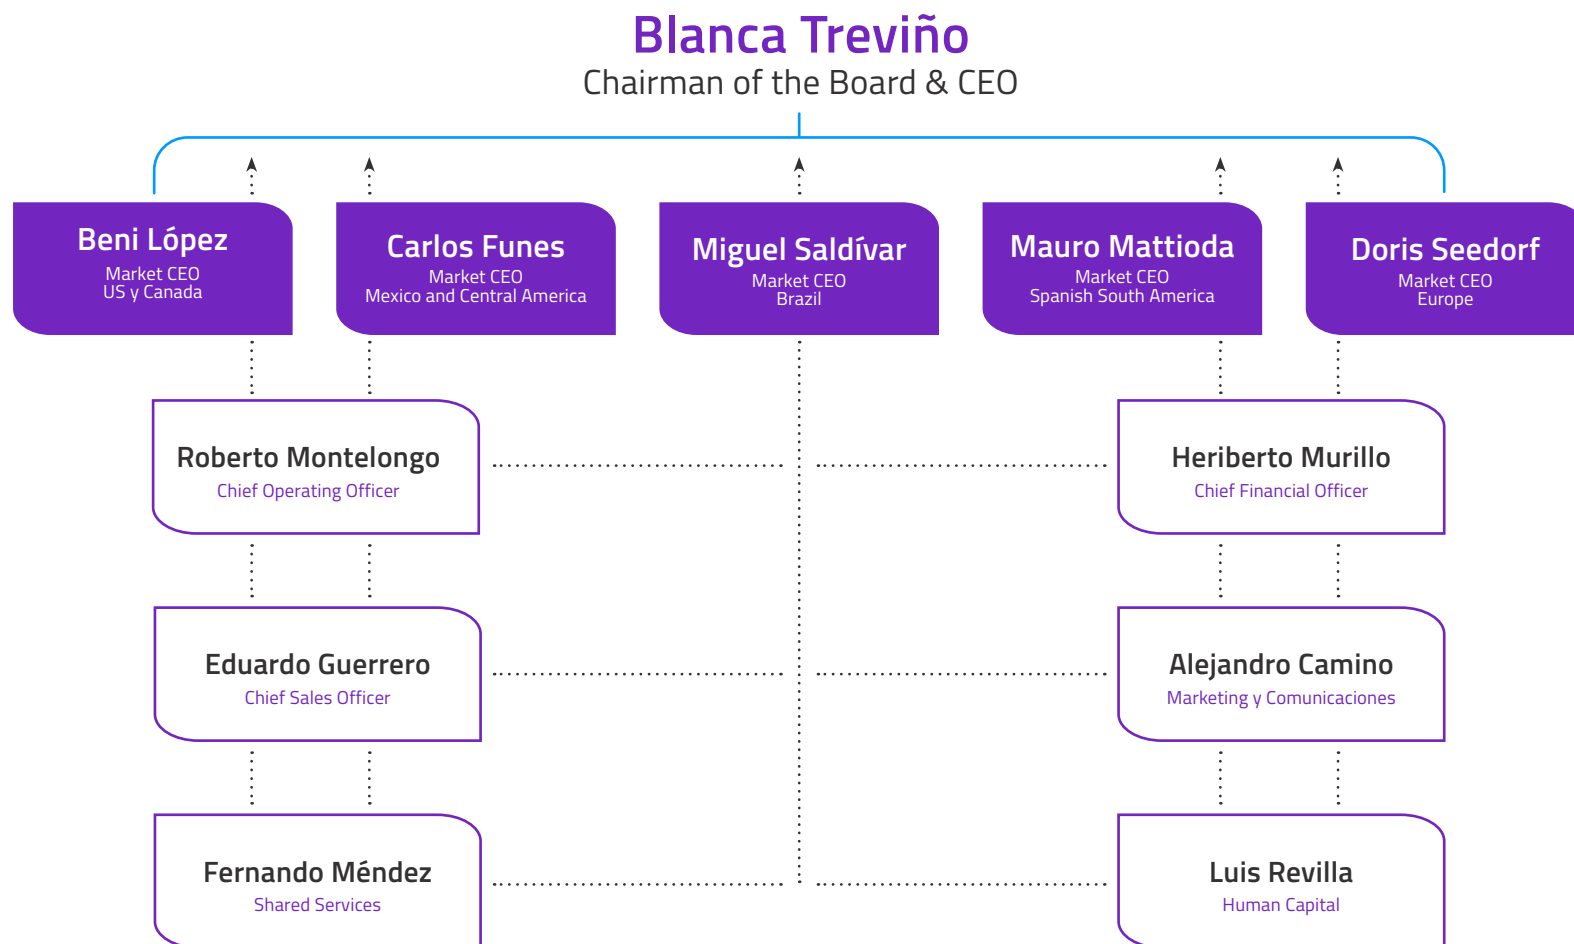 Blanca Treviño
Chairman of the Board & CEO
Beni López
Market CEO
US y Canada
Carlos Funes
Market CEO
Mexico and Central America
Miguel Saldívar
Market CEO
Brazil
Mauro Mattioda
Market CEO
Spanish South America
Doris Seedorf
Market CEO
Europe
Roberto Montelongo
Chief Operating Officer
Heriberto Murillo
Chief Financial Officer
Eduardo Guerrero
Chief Sales Officer
Alejandro Camino
Marketing y Comunicaciones
Fernando Méndez
Shared Services
Luis Revilla
Human Capital